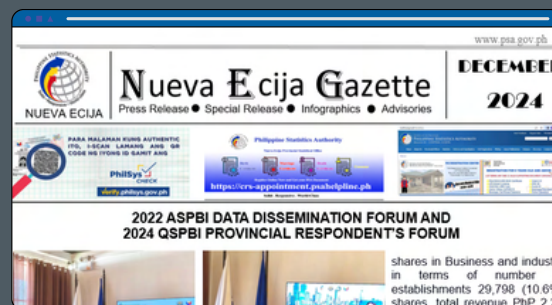 www.psa.gov.ph
NUEVA ECIJA
Nueva Ecija Gazette
Press Release ● Special Release ● Infographics ● Advisories
DECEMBER
2024
PARA MALAMAN KUNG AUTHENTIC
ITO, I-SCAN LAMANG ANG QR
CODE NG IYONG ID GAMIT ANG
PhilSys
CHECK
verify.philsys.gov.ph
Philippine Statistics Authority
https://crs-appointment.psahelpline.ph
2022 ASPBI DATA DISSEMINATION FORUM AND
2024 QSPBI PROVINCIAL RESPONDENT'S FORUM
shares in Business and indust
in terms of number
establishments 29,798 (10.6%
shares, total revenue PhP